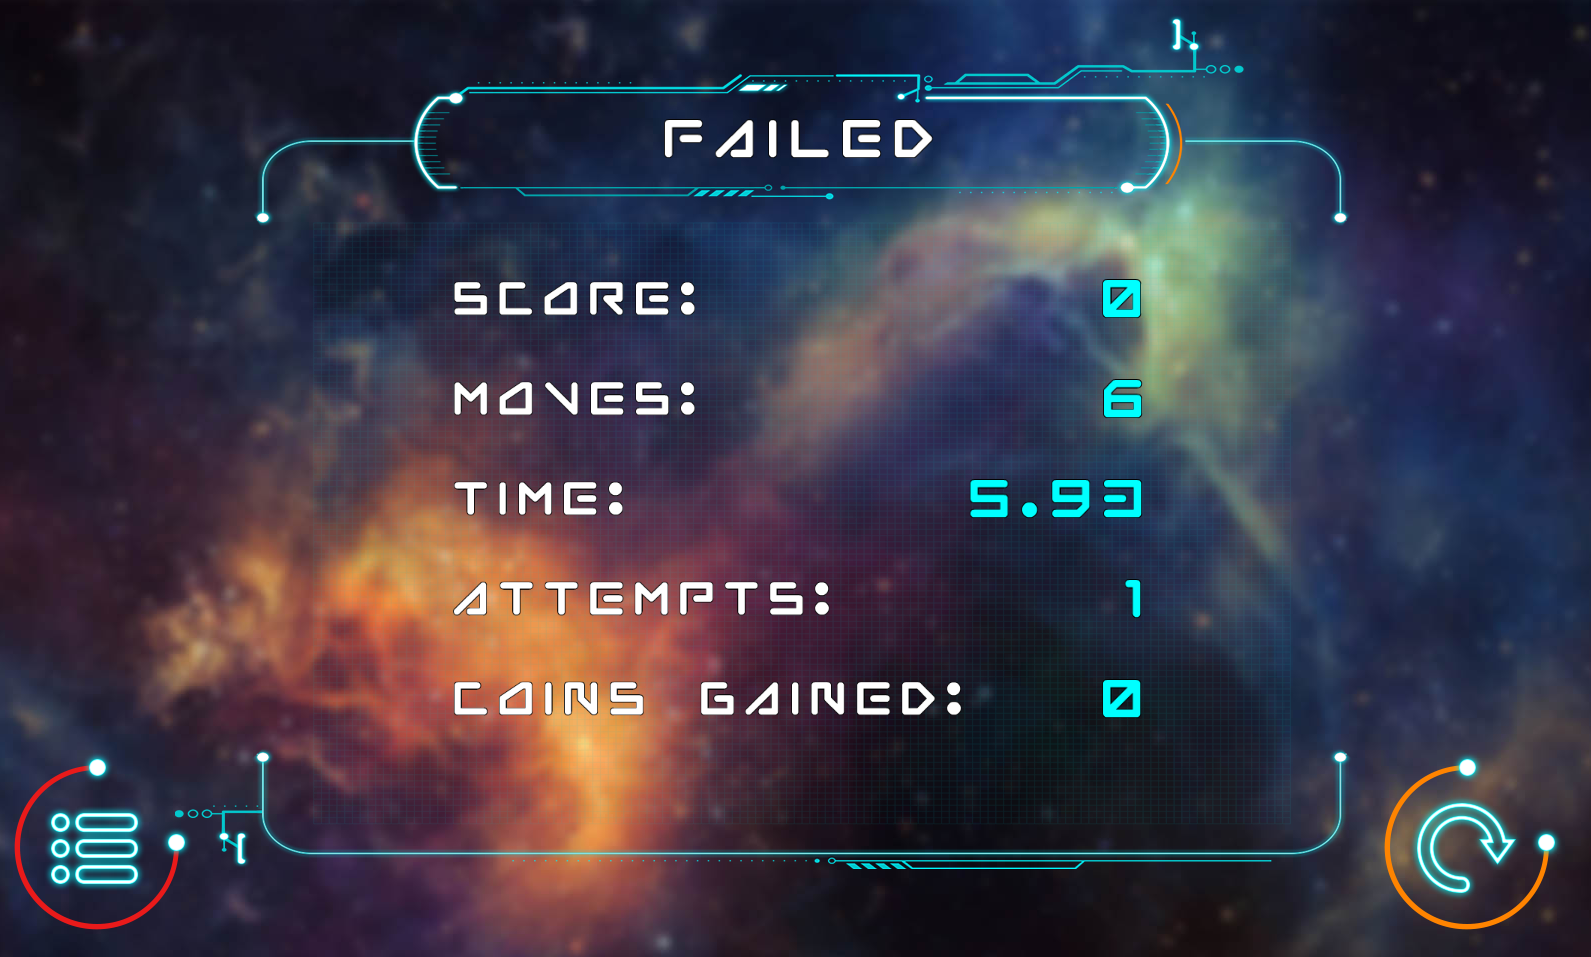 FAILED
SCORE: 0
MOVES: 6
TIME: 5.93
ATTEMPTS: 1
COINS GAINED: 0